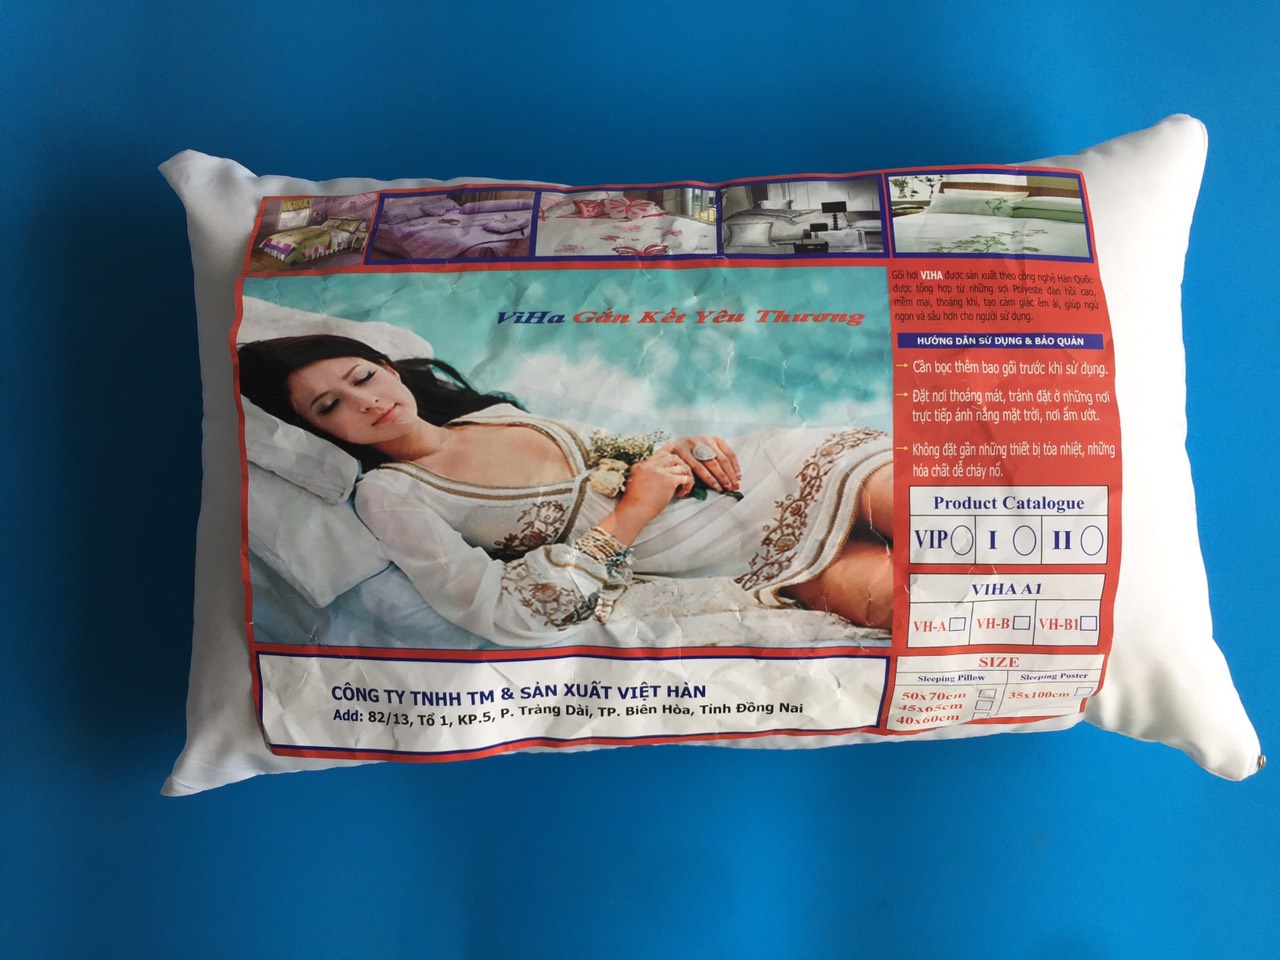 ViHa Gắn Kết Yêu Thương
Gối hơi VIHA được sản xuất theo công nghệ Hàn Quốc,
được tổng hợp từ những sợi Polyeste đàn hồi cao,
mềm mại, thoáng khí, tạo cảm giác êm ái, giúp ngủ
ngon và sâu hơn cho người sử dụng.
HƯỚNG DẪN SỬ DỤNG & BẢO QUẢN
Cần bọc thêm bao gối trước khi sử dụng.
Đặt nơi thoáng mát, tránh đặt ở những nơi
trực tiếp ánh nắng mặt trời, nơi ẩm ướt.
Không đặt gần những thiết bị tỏa nhiệt, những
hóa chất dễ cháy nổ.
Product Catalogue
VIP I II
VIHA A1
VH-A VH-B VH-B1
SIZE
Sleeping Pillow Sleeping Poster
50x70cm 35x100cm
45x65cm
40x60cm
CÔNG TY TNHH TM & SẢN XUẤT VIỆT HÀN
Add: 82/13, Tổ 1, KP.5, P. Trảng Dài, TP. Biên Hòa, Tỉnh Đồng Nai